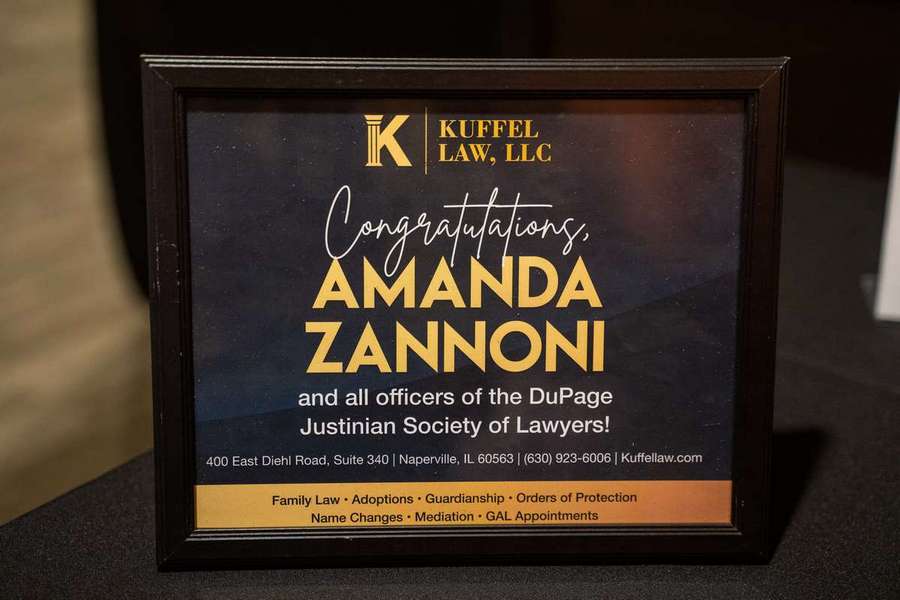 K
KUFFEL
LAW, LLC
Congratulations,
AMANDA
ZANNONI
and all officers of the DuPage
Justinian Society of Lawyers!
400 East Diehl Road, Suite 340 | Naperville, IL 60563 | (630) 923-6006 | Kuffellaw.com
Family Law • Adoptions • Guardianship • Orders of Protection
Name Changes • Mediation • GAL Appointments